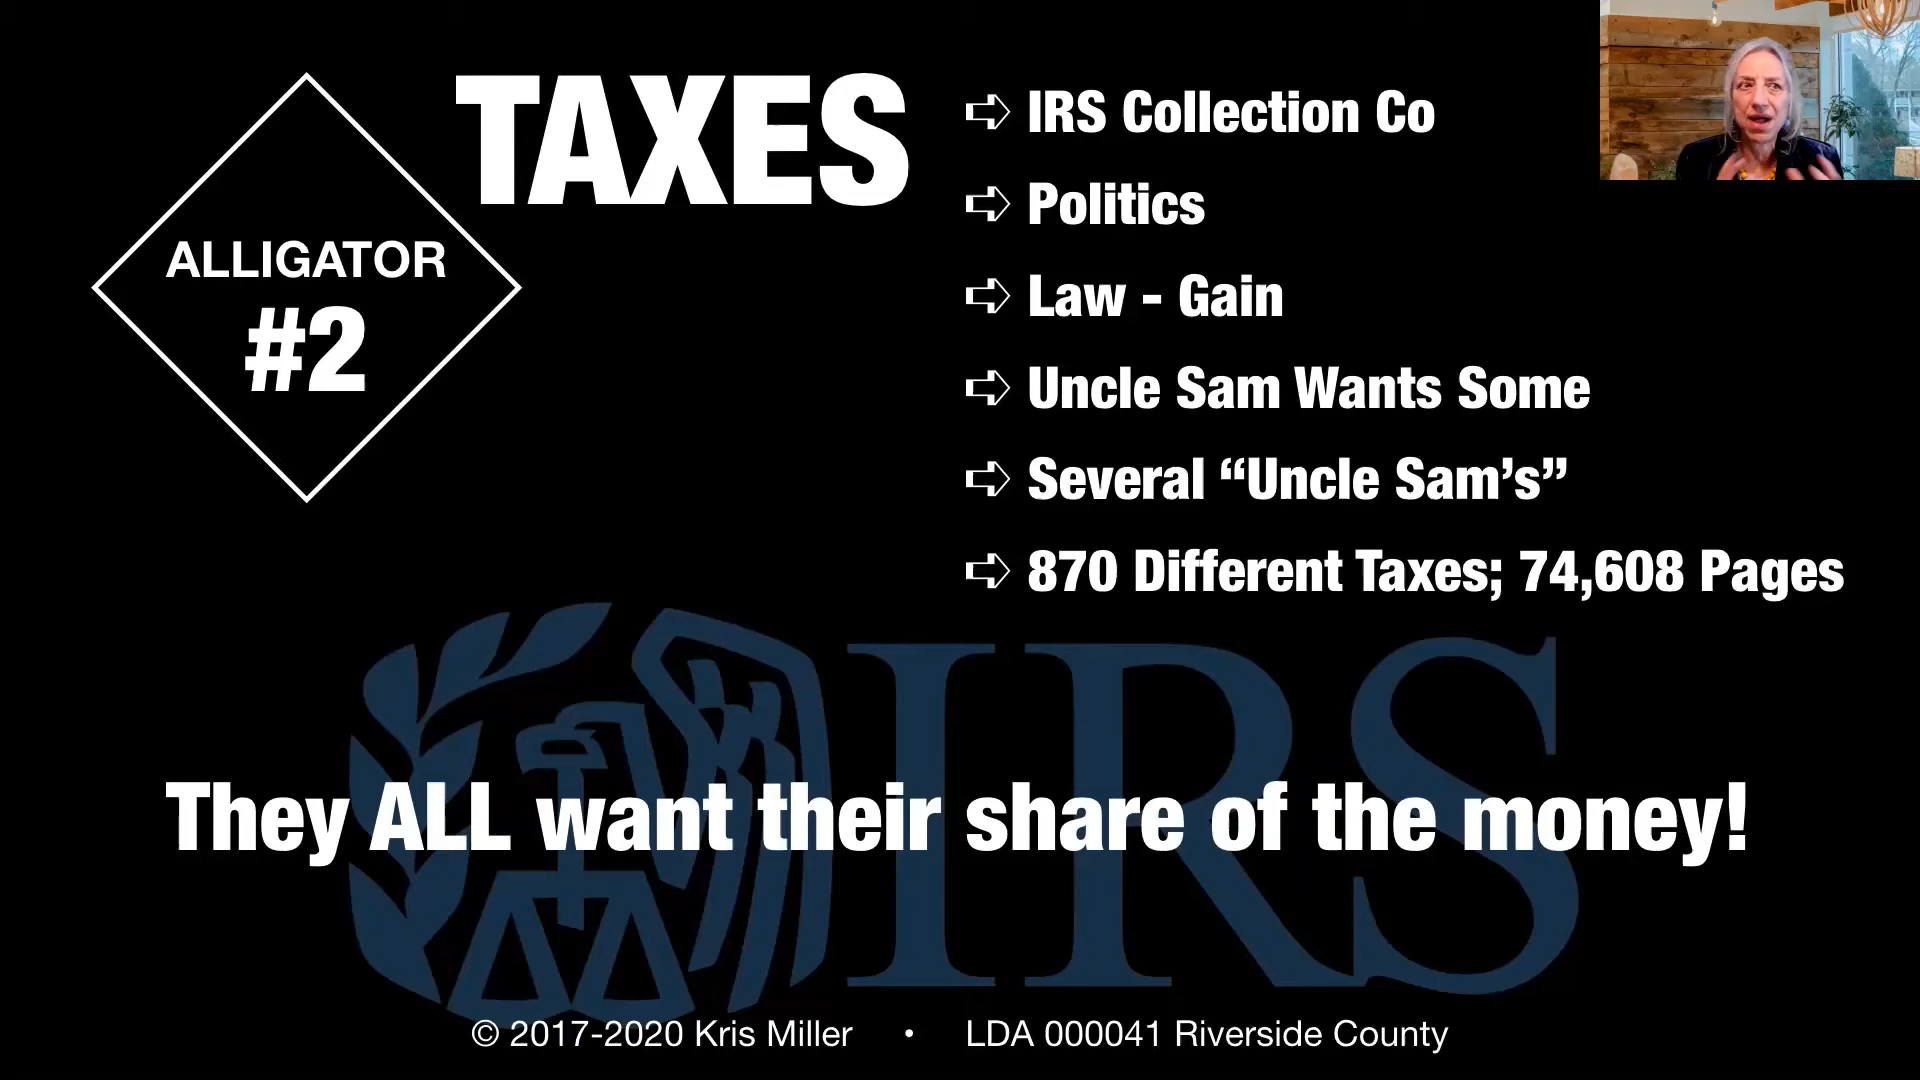 TAXES
ALLIGATOR
#2
IRS Collection Co
Politics
Law - Gain
Uncle Sam Wants Some
Several “Uncle Sam’s”
870 Different Taxes; 74,608 Pages
IRS
They ALL want their share of the money!
© 2017-2020 Kris Miller • LDA 000041 Riverside County